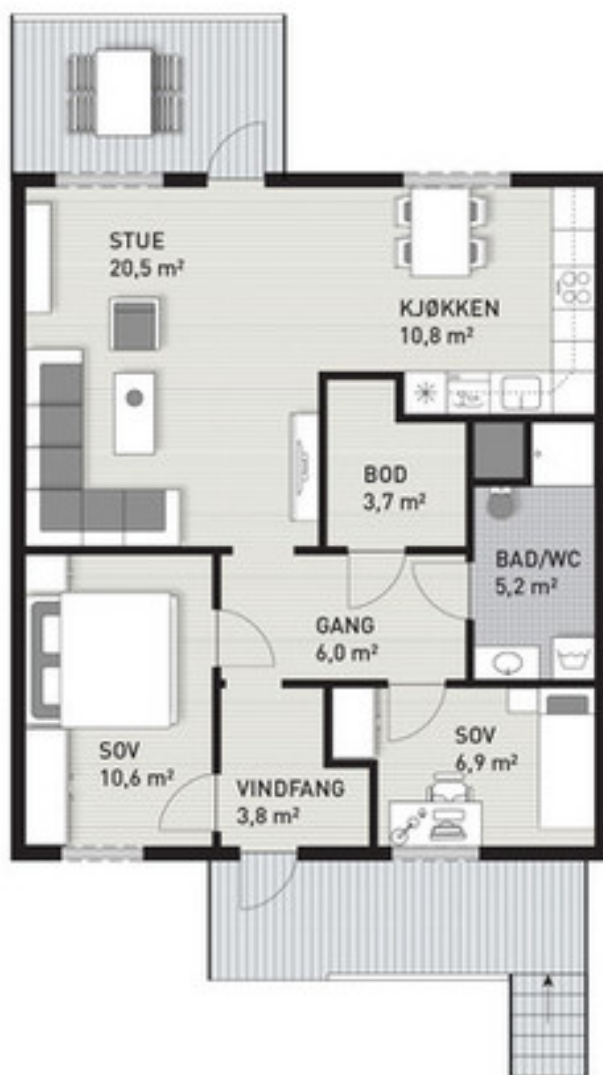 STUE
20,5 m²
KJØKKEN
10,8 m²
BOD
3,7 m²
BAD/WC
5,2 m²
GANG
6,0 m²
SOV
10,6 m²
VINDFANG
3,8 m²
SOV
6,9 m²